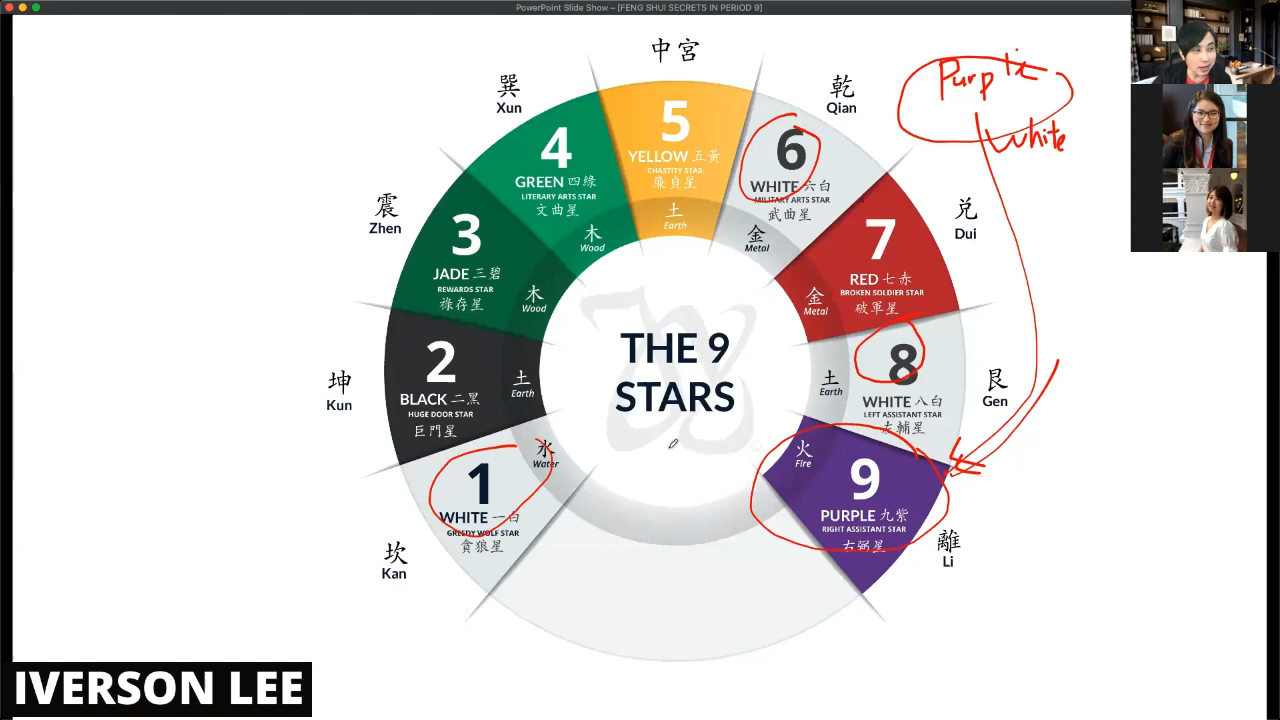 PowerPoint Slide Show – [FENG SHUI SECRETS IN PERIOD 9]
中宮
巽
Xun
乾
Qian
震
Zhen
兌
Dui
坤
Kun
艮
Gen
坎
Kan
離
Li
Purple
White
5
YELLOW 五黃
CHASTITY STAR
廉貞星
土
Earth
4
GREEN 四綠
LITERARY ARTS STAR
文曲星
木
Wood
6
WHITE 六白
MILITARY ARTS STAR
武曲星
金
Metal
3
JADE 三碧
REWARDS STAR
祿存星
木
Wood
7
RED 七赤
BROKEN SOLDIER STAR
破軍星
金
Metal
2
BLACK 二黑
HUGE DOOR STAR
巨門星
土
Earth
8
WHITE 八白
LEFT ASSISTANT STAR
左輔星
土
Earth
1
WHITE 一白
GREEDY WOLF STAR
貪狼星
水
Water
9
PURPLE 九紫
RIGHT ASSISTANT STAR
右弼星
火
Fire
THE 9
STARS
IVERSON LEE